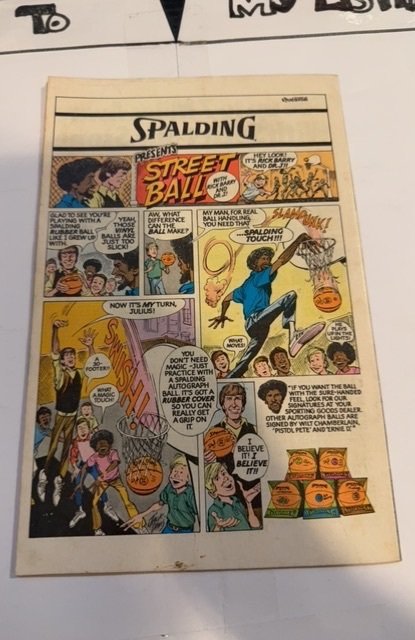 To
SPALDING
PRESENTS
STREET
BALL
WITH
RICK BARRY
AND
DR.J!
HEY LOOK!
IT'S RICK BARRY
AND DR.J!!
GLAD TO SEE YOU'RE
PLAYING WITH A
SPALDING
RUBBER BALL
LIKE I GREW UP
WITH.
YEAH,
THOSE
VINYL
BALLS ARE
JUST TOO
SLICK!
AW, WHAT
DIFFERENCE
CAN THE
BALL MAKE?
MY MAN, FOR REAL
BALL HANDLING,
YOU NEED THAT
...SPALDING
TOUCH!!!
SLAMDUNK!
WHAT
MOVES!
HE
PLAYS
UP IN THE
LIGHTS!
NOW IT'S MY TURN,
JULIUS!
SWISH!
A
40-
FOOTER!!
WHAT
A MAGIC
TOUCH!
YOU
DON'T NEED
MAGIC -JUST
PRACTICE WITH
A SPALDING
AUTOGRAPH
BALL. IT'S GOT A
RUBBER COVER
SO YOU CAN
REALLY GET
A GRIP ON
IT.
I
BELIEVE
IT! I
BELIEVE
IT!!
"IF YOU WANT THE BALL
WITH THE SURE-HANDED
FEEL, LOOK FOR OUR
SIGNATURES AT YOUR
SPORTING GOODS DEALER.
OTHER AUTOGRAPH BALLS ARE
SIGNED BY WILT CHAMBERLAIN,
'PISTOL PETE' AND 'ERNIE D.'"